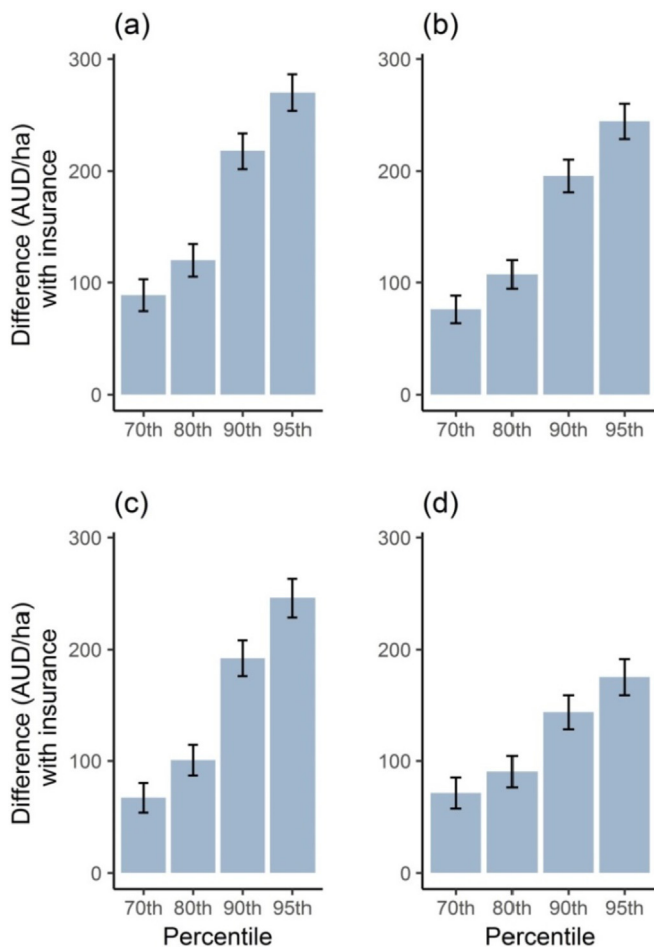 (a)
(b)
Difference (AUD/ha)
with insurance
300
200
100
0
300
200
100
0
70th 80th 90th 95th
70th 80th 90th 95th
(c)
(d)
Difference (AUD/ha)
with insurance
300
200
100
0
300
200
100
0
70th 80th 90th 95th
70th 80th 90th 95th
Percentile
Percentile